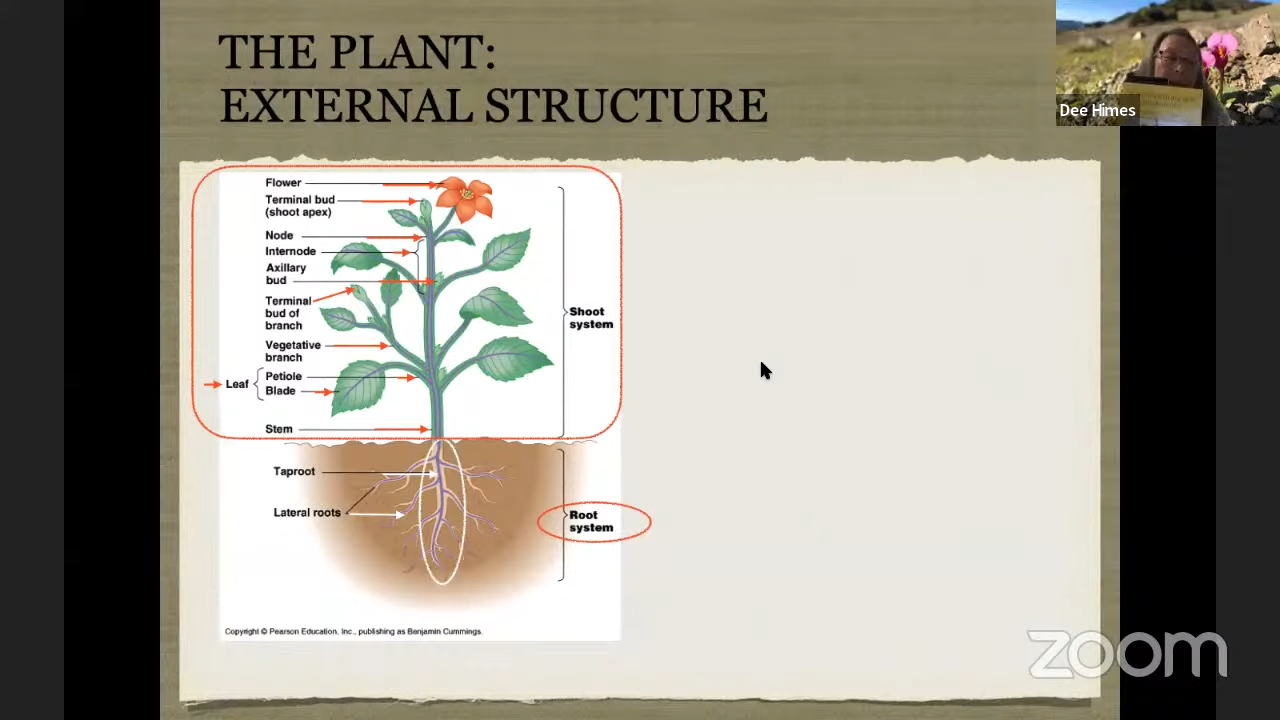 THE PLANT:
EXTERNAL STRUCTURE
Dee Himes
Flower
Terminal bud
(shoot apex)
Node
Internode
Axillary
bud
Terminal
bud of
branch
Vegetative
branch
Leaf
Petiole
Blade
Stem
Shoot
system
Taproot
Lateral roots
Root
system
Copyright © Pearson Education, Inc., publishing as Benjamin Cummings.
zoom